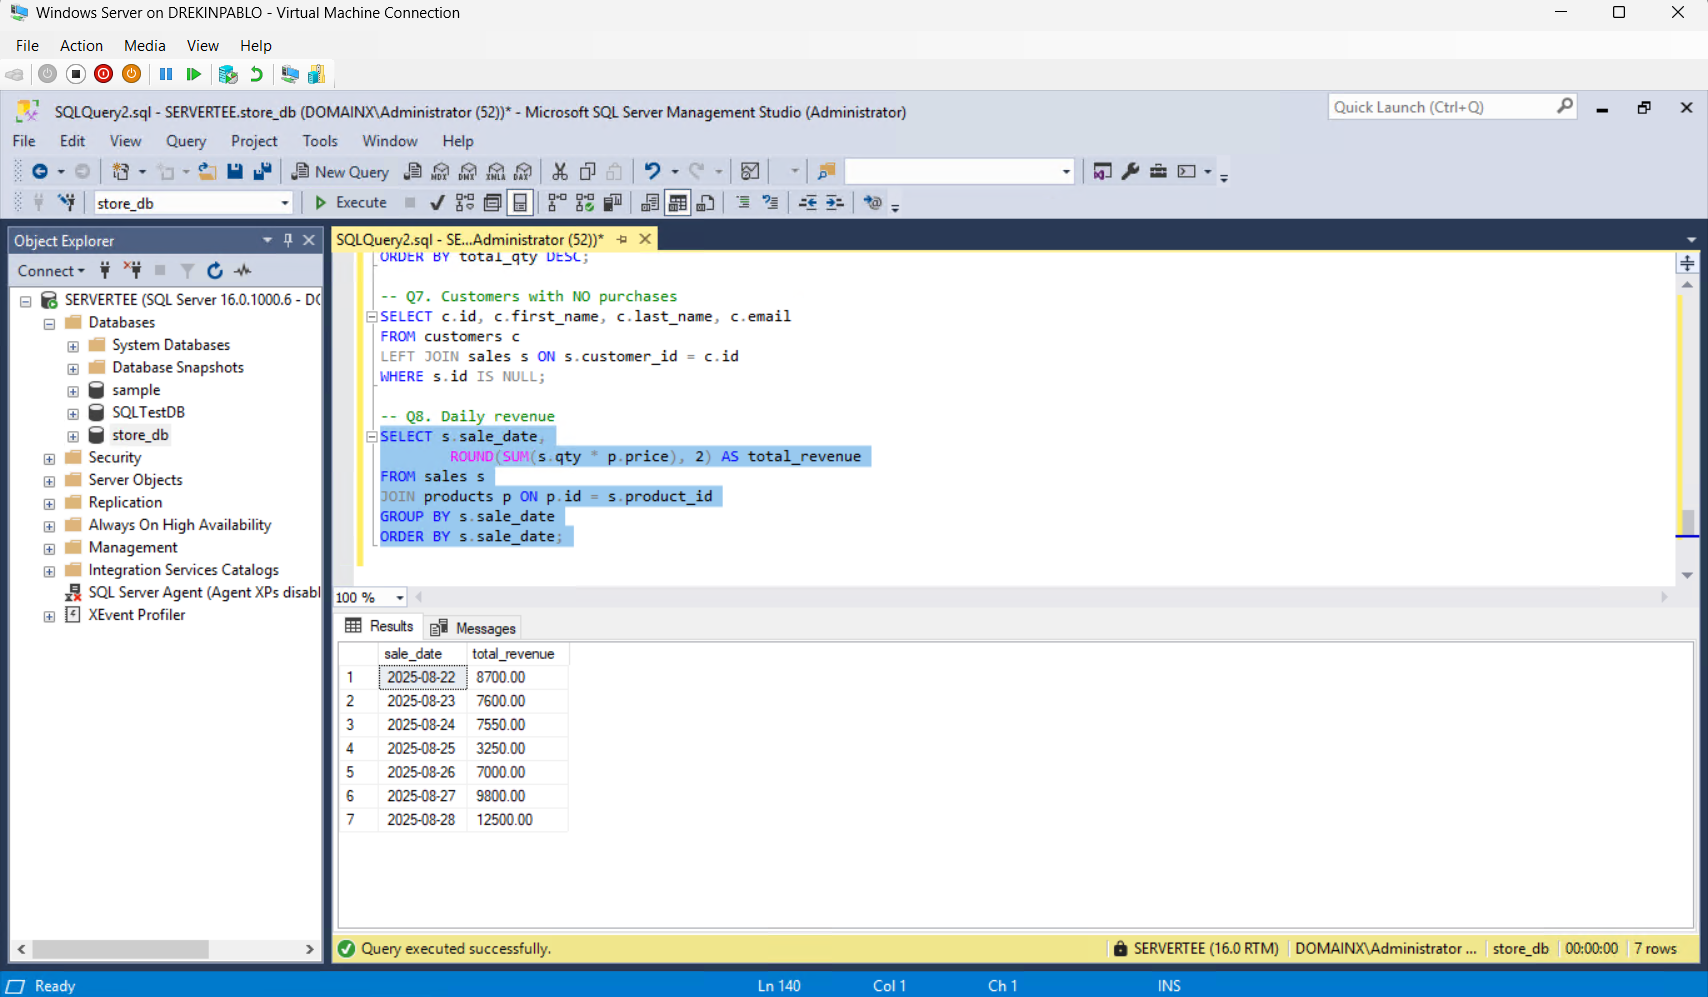 Windows Server on DREKINPABLO - Virtual Machine Connection
File Action Media View Help
SQLQuery2.sql - SERVERTEE.store_db (DOMAINX\Administrator (52))* - Microsoft SQL Server Management Studio (Administrator)
Quick Launch (Ctrl+Q)
File Edit View Query Project Tools Window Help
New Query MDX DMX XMLA DAX
store_db Execute
Object Explorer
Connect
SERVERTEE (SQL Server 16.0.1000.6 - DO
Databases
System Databases
Database Snapshots
sample
SQLTestDB
store_db
Security
Server Objects
Replication
Always On High Availability
Management
Integration Services Catalogs
SQL Server Agent (Agent XPs disabl
XEvent Profiler
SQLQuery2.sql - SE...Administrator (52))*
ORDER BY total_qty DESC;
-- Q7. Customers with NO purchases
SELECT c.id, c.first_name, c.last_name, c.email
FROM customers c
LEFT JOIN sales s ON s.customer_id = c.id
WHERE s.id IS NULL;
-- Q8. Daily revenue
SELECT s.sale_date,
ROUND(SUM(s.qty * p.price), 2) AS total_revenue
FROM sales s
JOIN products p ON p.id = s.product_id
GROUP BY s.sale_date
ORDER BY s.sale_date;
100 %
Results Messages
sale_date total_revenue
1 2025-08-22 8700.00
2 2025-08-23 7600.00
3 2025-08-24 7550.00
4 2025-08-25 3250.00
5 2025-08-26 7000.00
6 2025-08-27 9800.00
7 2025-08-28 12500.00
Query executed successfully. SERVERTEE (16.0 RTM) DOMAINX\Administrator ... store_db 00:00:00 7 rows
Ready Ln 140 Col 1 Ch 1 INS